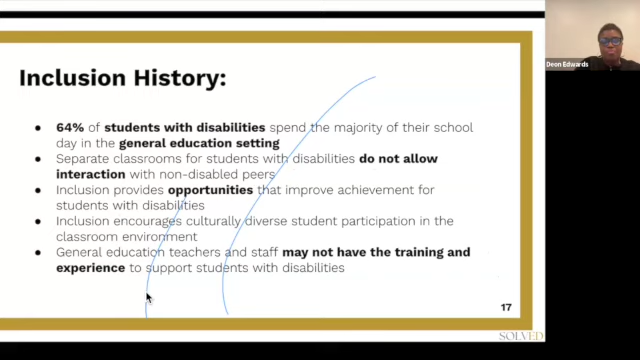 Inclusion History:
● 64% of students with disabilities spend the majority of their school
day in the general education setting
● Separate classrooms for students with disabilities do not allow
interaction with non-disabled peers
● Inclusion provides opportunities that improve achievement for
students with disabilities
● Inclusion encourages culturally diverse student participation in the
classroom environment
● General education teachers and staff may not have the training and
experience to support students with disabilities
17
SOLVED
Deon Edwards